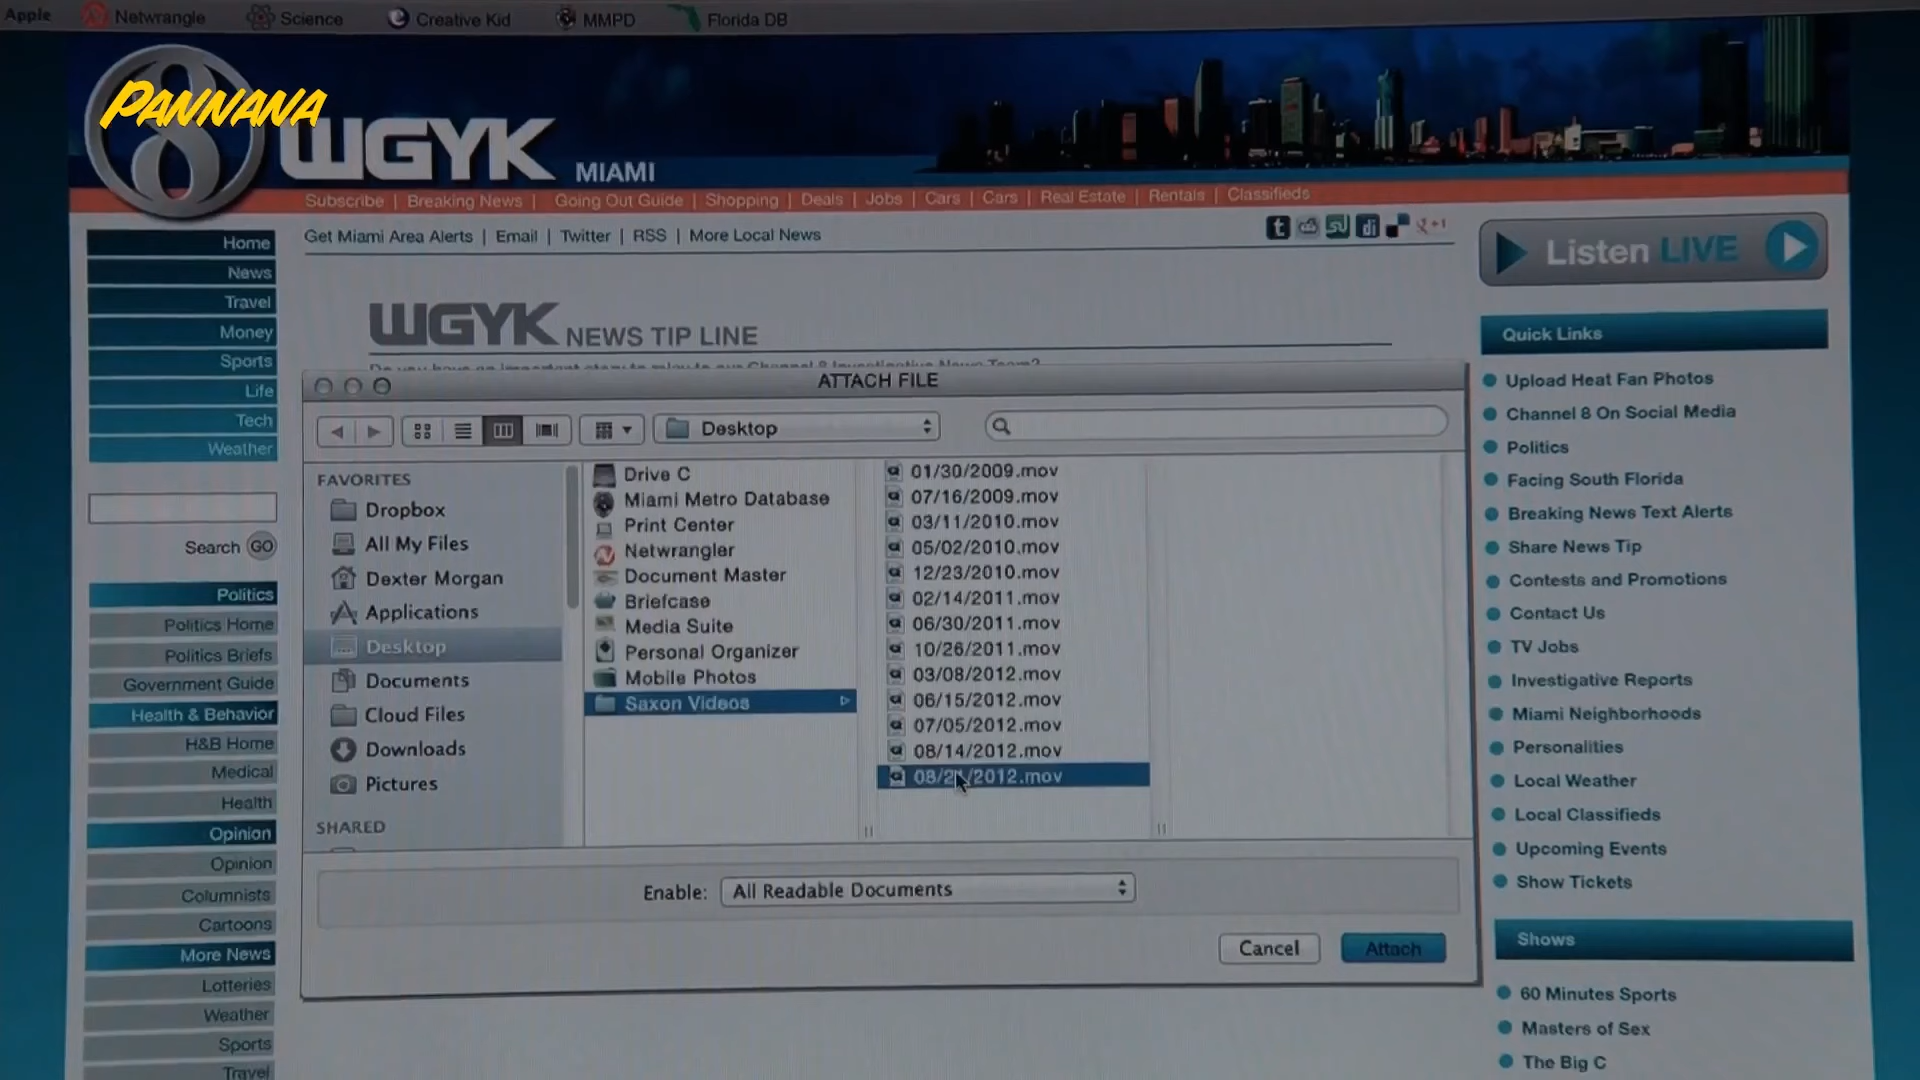 Apple Netwrangle Science Creative Kid MMPD Florida DB
PANNANA
8 WGYK MIAMI
Subscribe | Breaking News | Going Out Guide | Shopping | Deals | Jobs | Cars | Cars | Real Estate | Rentals | Classifieds
Get Miami Area Alerts | Email | Twitter | RSS | More Local News
Home
News
Travel
Money
Sports
Life
Tech
Weather
Search GO
Politics
Politics Home
Politics Briefs
Government Guide
Health & Behavior
H&B Home
Medical
Health
Opinion
Opinion
Columnists
Cartoons
More News
Lotteries
Weather
Sports
Travel
WGYK NEWS TIP LINE
ATTACH FILE
Desktop
FAVORITES
Dropbox
All My Files
Dexter Morgan
Applications
Desktop
Documents
Cloud Files
Downloads
Pictures
SHARED
Drive C
Miami Metro Database
Print Center
Netwrangler
Document Master
Briefcase
Media Suite
Personal Organizer
Mobile Photos
Saxon Videos
01/30/2009.mov
07/16/2009.mov
03/11/2010.mov
05/02/2010.mov
12/23/2010.mov
02/14/2011.mov
06/30/2011.mov
10/26/2011.mov
03/08/2012.mov
06/15/2012.mov
07/05/2012.mov
08/14/2012.mov
Enable: All Readable Documents
Cancel Attach
Listen LIVE
Quick Links
Upload Heat Fan Photos
Channel 8 On Social Media
Politics
Facing South Florida
Breaking News Text Alerts
Share News Tip
Contests and Promotions
Contact Us
TV Jobs
Investigative Reports
Miami Neighborhoods
Personalities
Local Weather
Local Classifieds
Upcoming Events
Show Tickets
Shows
60 Minutes Sports
Masters of Sex
The Big C